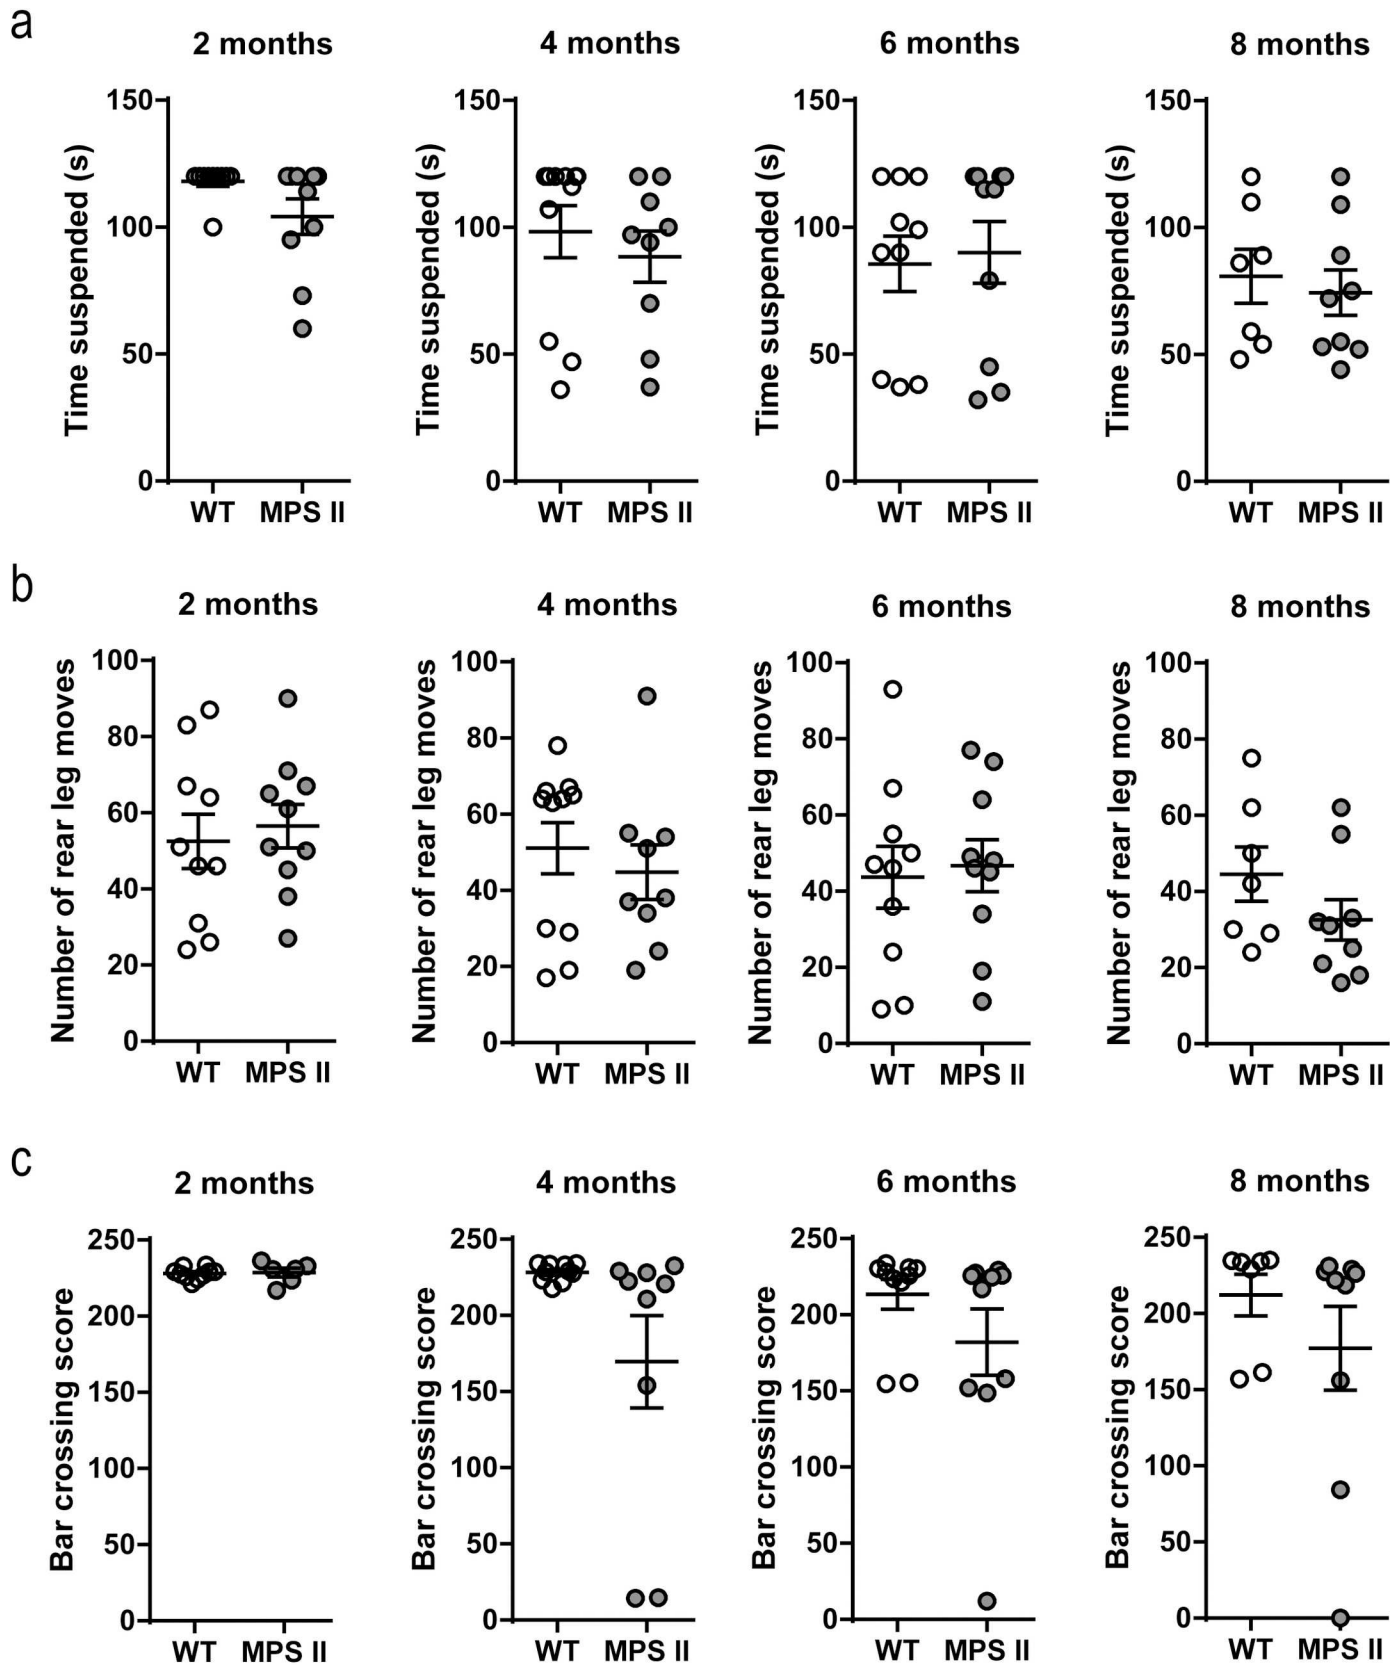 a
2 months 4 months 6 months 8 months
Time suspended (s) 150 100 50 0 WT MPS II
Time suspended (s) 150 100 50 0 WT MPS II
Time suspended (s) 150 100 50 0 WT MPS II
Time suspended (s) 150 100 50 0 WT MPS II
b
2 months 4 months 6 months 8 months
Number of rear leg moves 100 80 60 40 20 0 WT MPS II
Number of rear leg moves 100 80 60 40 20 0 WT MPS II
Number of rear leg moves 100 80 60 40 20 0 WT MPS II
Number of rear leg moves 100 80 60 40 20 0 WT MPS II
c
2 months 4 months 6 months 8 months
Bar crossing score 250 200 150 100 50 0 WT MPS II
Bar crossing score 250 200 150 100 50 0 WT MPS II
Bar crossing score 250 200 150 100 50 0 WT MPS II
Bar crossing score 250 200 150 100 50 0 WT MPS II